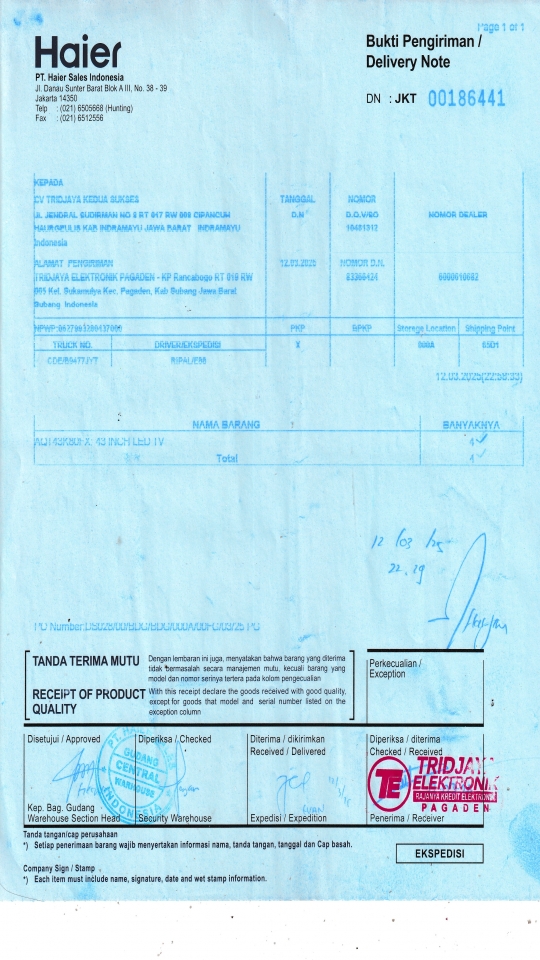 Page 1 of 1
Haier
Bukti Pengiriman /
Delivery Note
PT. Haier Sales Indonesia
Jl. Danau Sunter Barat Blok A III, No. 38 - 39
Jakarta 14350
Telp : (021) 6505668 (Hunting)
Fax : (021) 6512556
DN : JKT 00186441
KEPADA
CV TRIDJAYA KEDUA SUKSES
JL. JENDRAL SUDIRMAN NO 8 RT 017 RW 008 CIPANCUH
HAURGEULIS KAB INDRAMAYU JAWA BARAT INDRAMAYU
Indonesia
TANGGAL
D.N
NOMOR
D.O./SO
NOMOR DEALER
ALAMAT PENGIRIMAN
TRIDJAYA ELEKTRONIK PAGADEN - KP Rancabogo RT 019 RW
005 Kel. Sukamulya Kec. Pagaden, Kab Subang Jawa Barat
Subang Indonesia
12.03.2025
NOMOR D.N.
83368424
NPWP:
PKP
BPKP
Storage Location
Shipping Point
TRUCK NO.
DRIVER/EKSPEDISI
X
12.03.2025(22:58:33)
NAMA BARANG
BANYAKNYA
43 INCH LED TV
4
Total
4
12/03/25
22.29
PO Number:
TANDA TERIMA MUTU
Dengan lembaran ini juga, menyatakan bahwa barang yang diterima
tidak bermasalah secara manajemen mutu, kecuali barang yang
model dan nomor serinya tertera pada kolom pengecualian
RECEIPT OF PRODUCT
QUALITY
With this receipt declare the goods received with good quality,
except for goods that model and serial number listed on the
exception column
Perkecualian /
Exception
Disetujui / Approved
Diperiksa / Checked
Diterima / dikirimkan
Received / Delivered
Diperiksa / diterima
Checked / Received
PT. HAIER
GUDANG
CENTRAL
WAREHOUSE
INDONESIA
TE
TRIDJAYA
ELEKTRONIK
RAJANYA KREDIT ELEKTRONIK
PAGADEN
Kep. Bag. Gudang
Warehouse Section Head
Security Warehouse
Expedisi / Expedition
Penerima / Receiver
Tanda tangan/cap perusahaan
*) Setiap penerimaan barang wajib menyertakan informasi nama, tanda tangan, tanggal dan Cap basah.
EKSPEDISI
Company Sign / Stamp
*) Each item must include name, signature, date and wet stamp information.